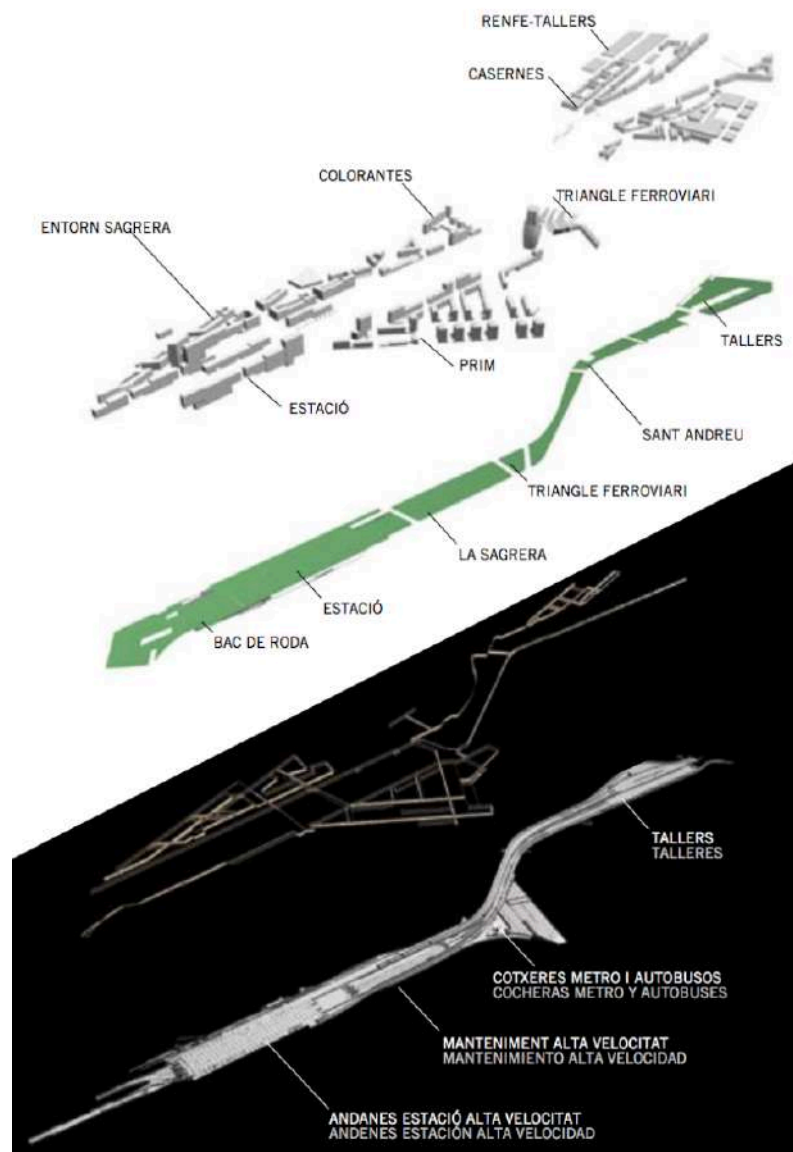 RENFE-TALLERS
CASERNES
COLORANTES
TRIANGLE FERROVIARI
ENTORN SAGRERA
TALLERS
PRIM
ESTACIÓ
SANT ANDREU
TRIANGLE FERROVIARI
LA SAGRERA
ESTACIÓ
BAC DE RODA
TALLERS
TALLERES
COTXERES METRO I AUTOBUSOS
COCHERAS METRO Y AUTOBUSES
MANTENIMENT ALTA VELOCITAT
MANTENIMIENTO ALTA VELOCIDAD
ANDANES ESTACIÓ ALTA VELOCITAT
ANDENES ESTACIÓN ALTA VELOCIDAD